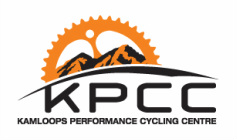 KPCC
KAMLOOPS PERFORMANCE CYCLING CENTRE